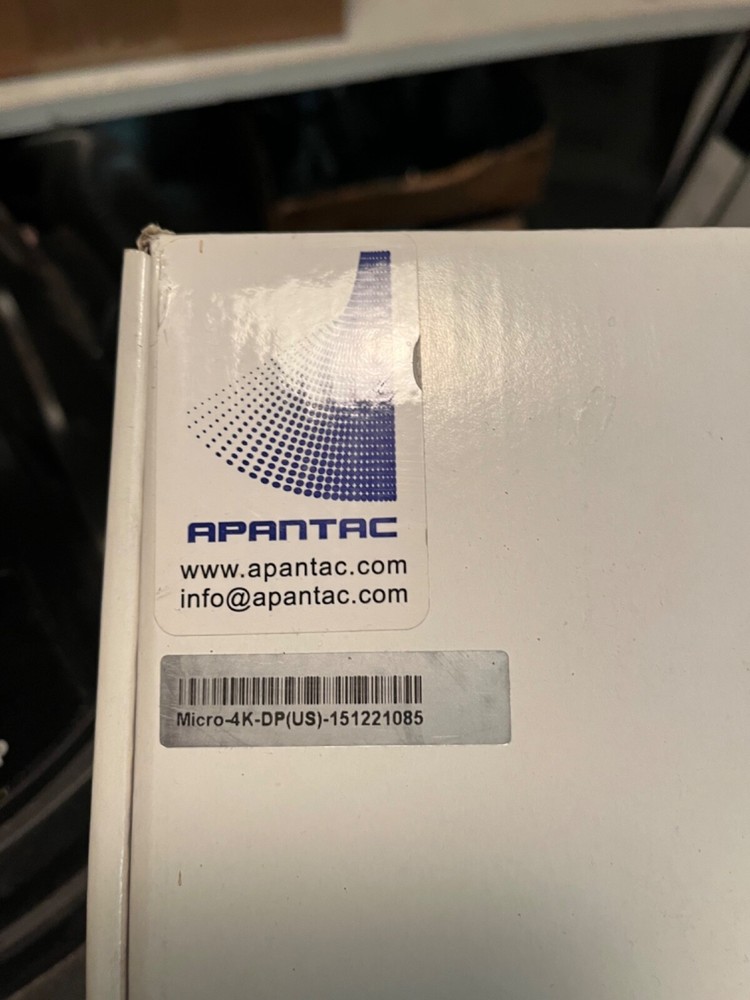 APANTAC
www.apantac.com
info@apantac.com
Micro-4K-DP(US)-151221085